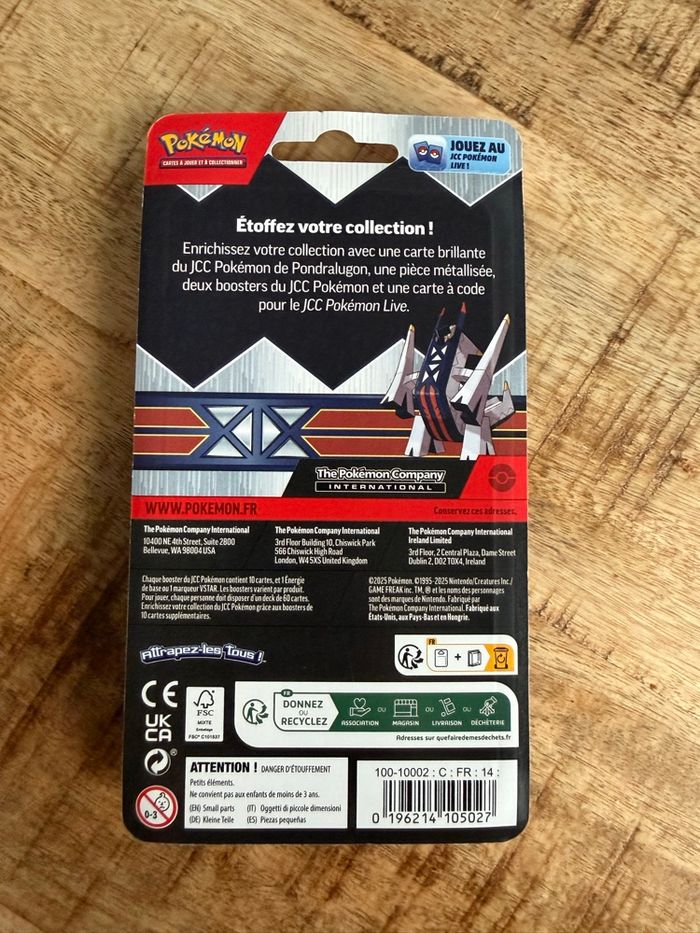 POKÉMON
CARTES À JOUER ET À COLLECTIONNER
JOUEZ AU
JCC POKÉMON
LIVE !
Étoffez votre collection !
Enrichissez votre collection avec une carte brillante
du JCC Pokémon de Pondralugon, une pièce métallisée,
deux boosters du JCC Pokémon et une carte à code
pour le JCC Pokémon Live.
The Pokémon Company
INTERNATIONAL
WWW.POKEMON.FR
Conservez ces adresses.
The Pokémon Company International
10400 NE 4th Street, Suite 2800
Bellevue, WA 98004 USA
The Pokémon Company International
3rd Floor Building 10, Chiswick Park
566 Chiswick High Road
London, W4 5XS United Kingdom
The Pokémon Company International
Ireland Limited
3rd Floor, 2 Central Plaza, Dame Street
Dublin 2, D02 T0X4, Ireland
Chaque booster du JCC Pokémon contient 10 cartes, et 1 Énergie
de base ou 1 marqueur VSTAR. Les boosters varient par produit.
Pour jouer, chaque personne doit disposer d'un deck de 60 cartes.
Enrichissez votre collection du JCC Pokémon grâce aux boosters de
10 cartes supplémentaires.
©2025 Pokémon. ©1995-2025 Nintendo/Creatures Inc./
GAME FREAK inc. TM, ® et les noms des personnages
sont des marques de Nintendo. Fabriqué par
The Pokémon Company International. Fabriqué aux
États-Unis, aux Pays-Bas et en Hongrie.
Attrapez-les Tous !
FR
+
CE
UK
CA
FSC
MIXTE
Emballage
FSC® C101537
FR
DONNEZ
OU
RECYCLEZ
ASSOCIATION
OU
MAGASIN
OU
LIVRAISON
OU
DÉCHÈTERIE
Adresses sur quefairedemesdechets.fr
®
0-3
ATTENTION ! DANGER D'ÉTOUFFEMENT
Petits éléments.
Ne convient pas aux enfants de moins de 3 ans.
(EN) Small parts (IT) Oggetti di piccole dimensioni
(DE) Kleine Teile (ES) Piezas pequeñas
100-10002 : C : FR : 14 :
0 196214 105027